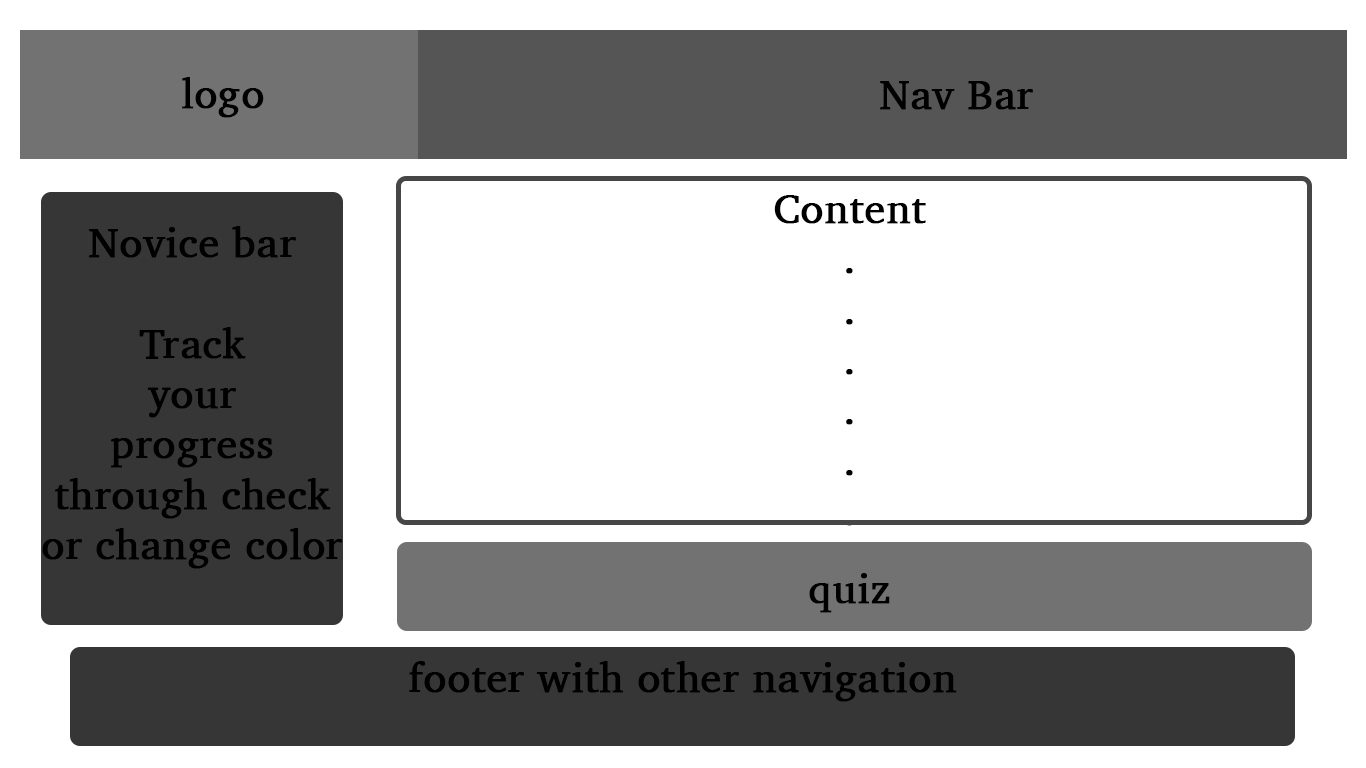 logo
Nav Bar
Novice bar
Track
your
progress
through check
or change color
Content
.
.
.
.
.
quiz
footer with other navigation